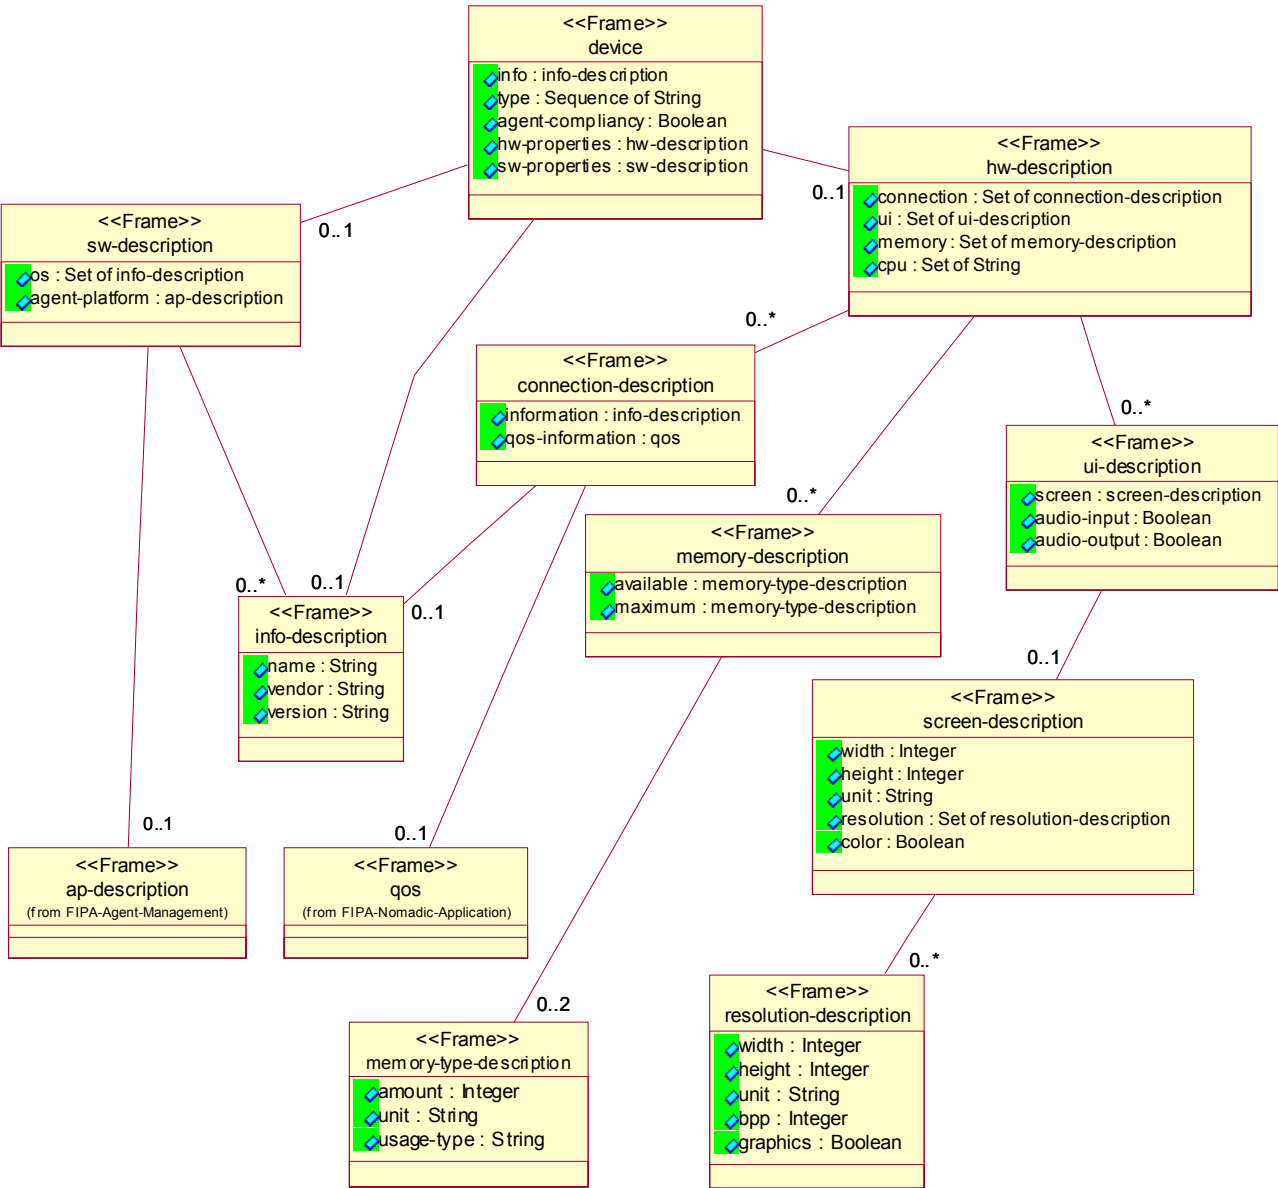 <<Frame>>
device
info : info-description
type : Sequence of String
agent-compliancy : Boolean
hw-properties : hw-description
sw-properties : sw-description
<<Frame>>
hw-description
connection : Set of connection-description
ui : Set of ui-description
memory : Set of memory-description
cpu : Set of String
0..1
<<Frame>>
sw-description
os : Set of info-description
agent-platform : ap-description
0..1
0..*
<<Frame>>
connection-description
information : info-description
qos-information : qos
0..*
<<Frame>>
ui-description
screen : screen-description
audio-input : Boolean
audio-output : Boolean
0..*
<<Frame>>
memory-description
available : memory-type-description
maximum : memory-type-description
0..*
0..1
0..1
<<Frame>>
info-description
name : String
vendor : String
version : String
0..1
<<Frame>>
screen-description
width : Integer
height : Integer
unit : String
resolution : Set of resolution-description
color : Boolean
0..1
<<Frame>>
ap-description
(from FIPA-Agent-Management)
0..1
<<Frame>>
qos
(from FIPA-Nomadic-Application)
0..*
<<Frame>>
resolution-description
width : Integer
height : Integer
unit : String
bpp : Integer
graphics : Boolean
0..2
<<Frame>>
memory-type-description
amount : Integer
unit : String
usage-type : String